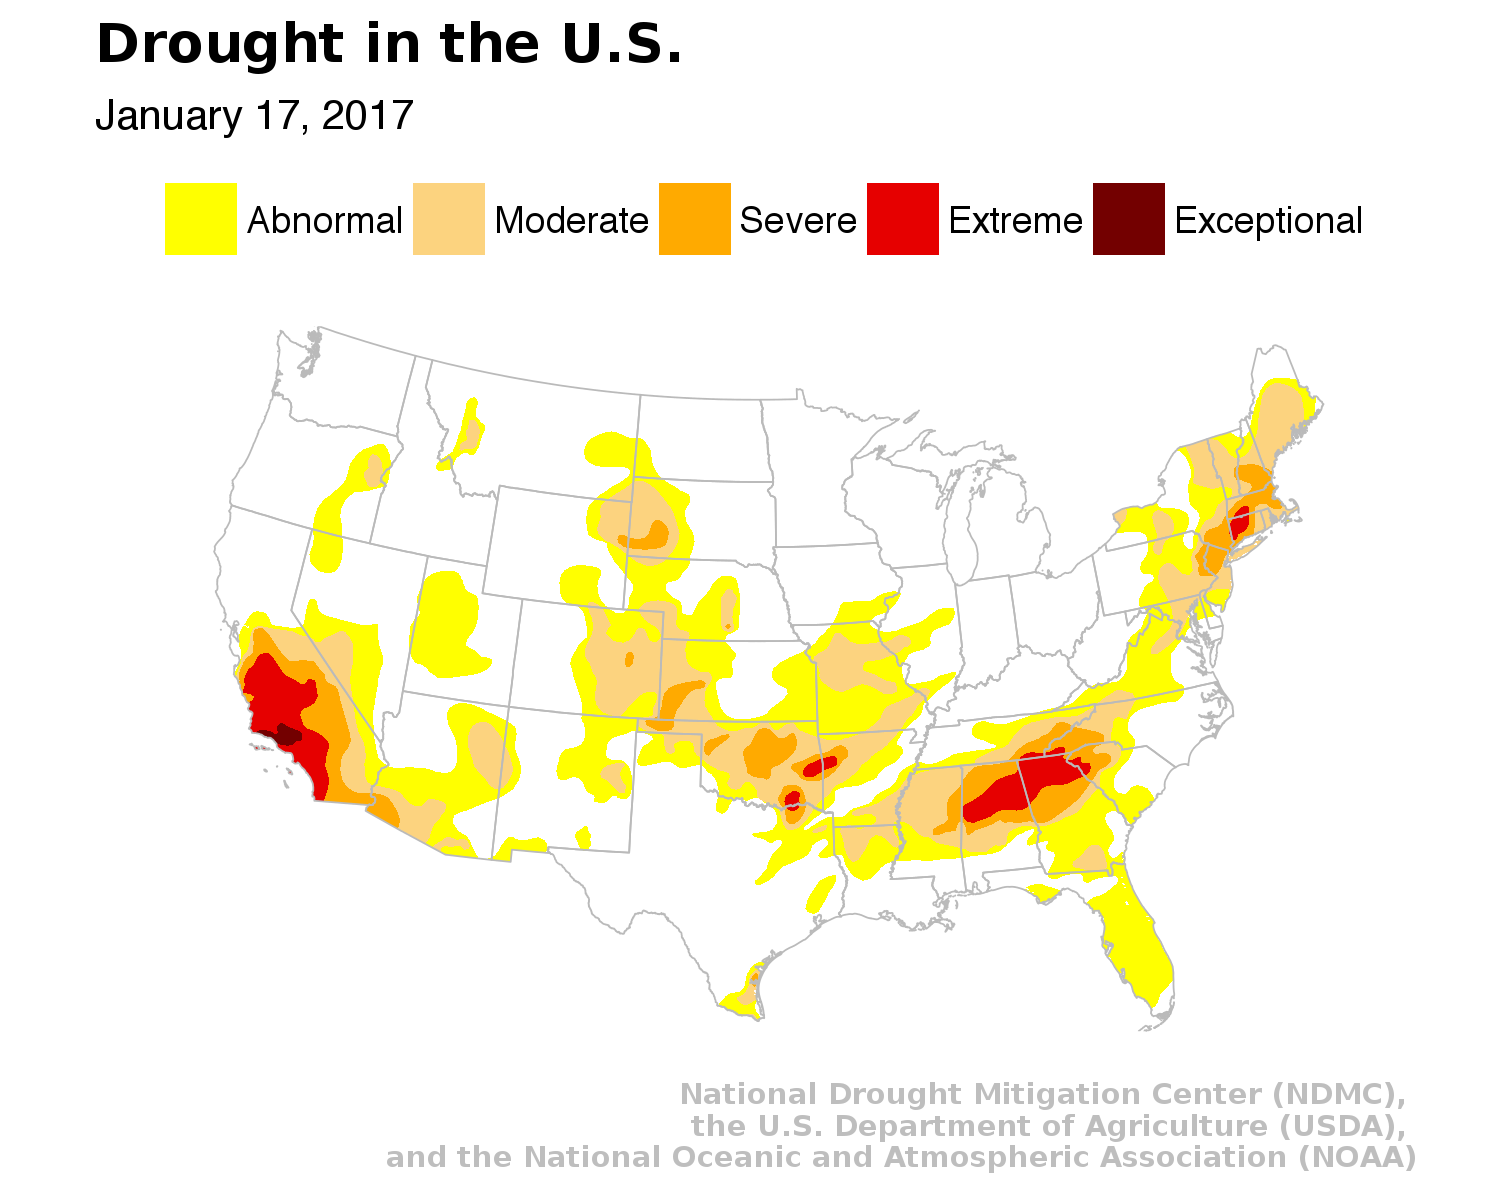 Drought in the U.S.
January 17, 2017
Abnormal Moderate Severe Extreme Exceptional
National Drought Mitigation Center (NDMC),
the U.S. Department of Agriculture (USDA),
and the National Oceanic and Atmospheric Association (NOAA)